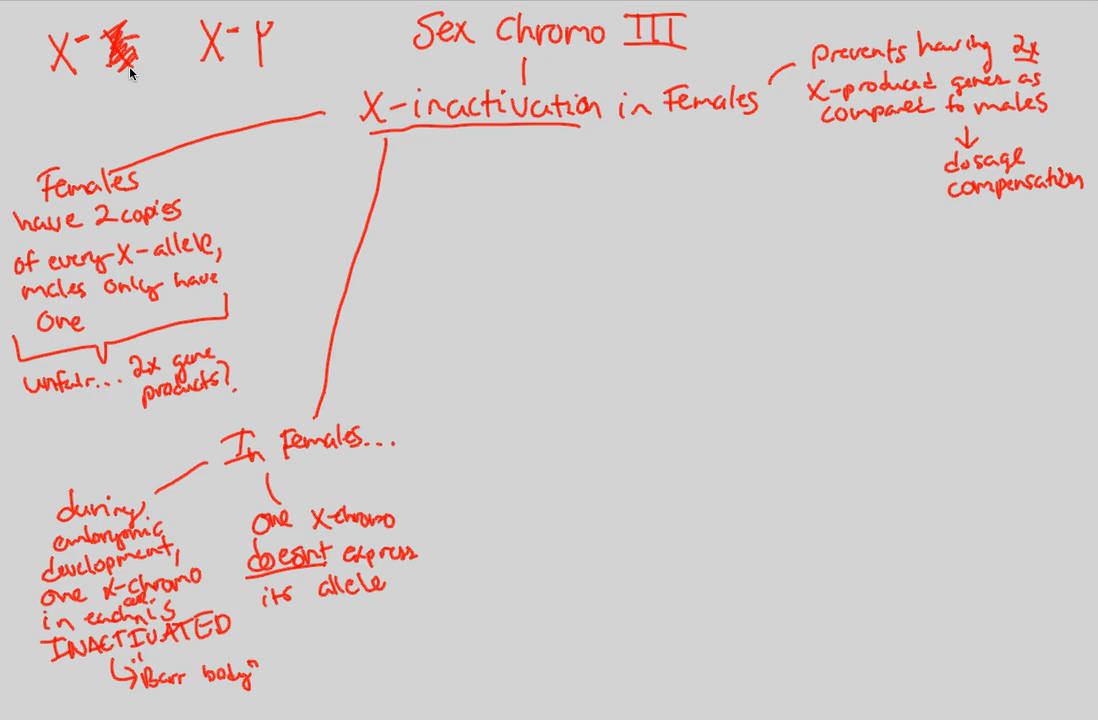 X-
X-Y
Sex Chromo III
X-inactivation in Females
Prevents having 2x
X-produced genes as
compared to males
dosage
compensation
Females
have 2 copies
of every X-allele,
males only have
one
unfair... 2x gene
products?
In Females...
during
embryonic
development,
one X-chromo
in each cell is
INACTIVATED
"Barr body"
one X-chromo
doesnt express
its allele